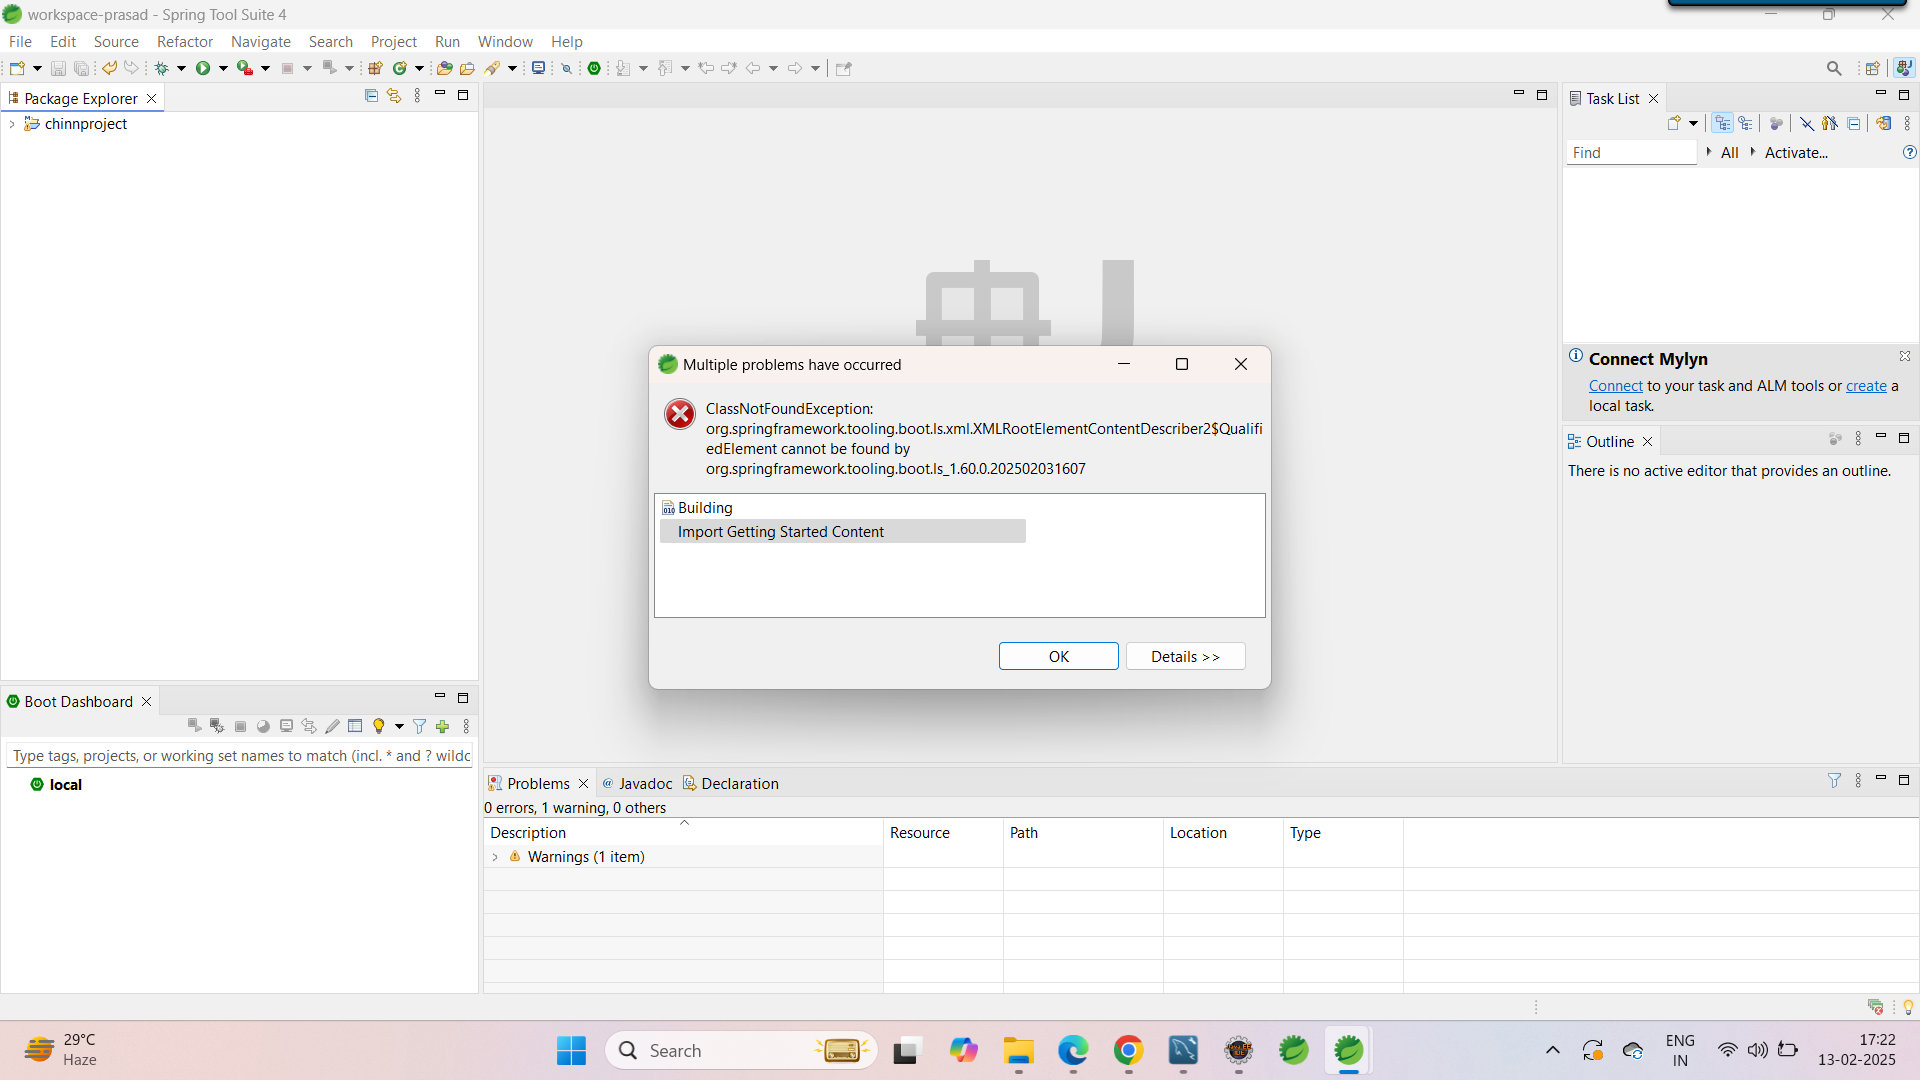 workspace-prasad - Spring Tool Suite 4
File Edit Source Refactor Navigate Search Project Run Window Help
Package Explorer
chinnproject
Task List
Find All Activate...
Connect Mylyn
Connect to your task and ALM tools or create a
local task.
Outline
There is no active editor that provides an outline.
Multiple problems have occurred
ClassNotFoundException:
org.springframework.tooling.boot.ls.xml.XMLRootElementContentDescriber2$Qualifi
edElement cannot be found by
org.springframework.tooling.boot.ls_1.60.0.202502031607
010 Building
Import Getting Started Content
OK Details >>
Boot Dashboard
Type tags, projects, or working set names to match (incl. * and ? wildc
local
Problems @ Javadoc Declaration
0 errors, 1 warning, 0 others
Description Resource Path Location Type
Warnings (1 item)
29°C
Haze
Search
ENG
IN
17:22
13-02-2025